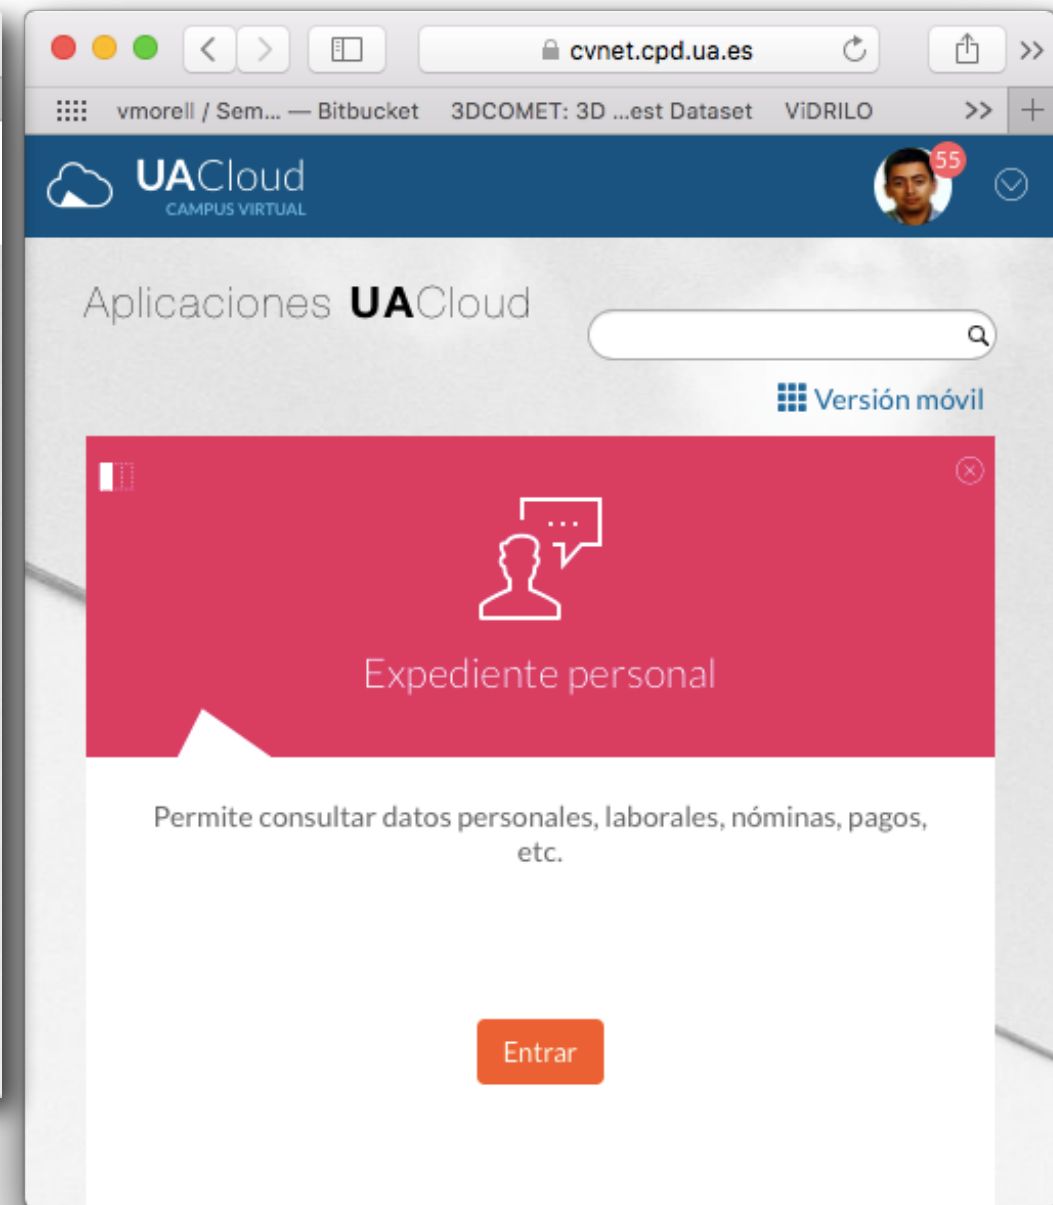 cvnet.cpd.ua.es
vmorell / Sem... — Bitbucket 3DCOMET: 3D ...est Dataset ViDRILO >> +
UACloud
CAMPUS VIRTUAL
55
Aplicaciones UACloud
Versión móvil
Expediente personal
Permite consultar datos personales, laborales, nóminas, pagos,
etc.
Entrar